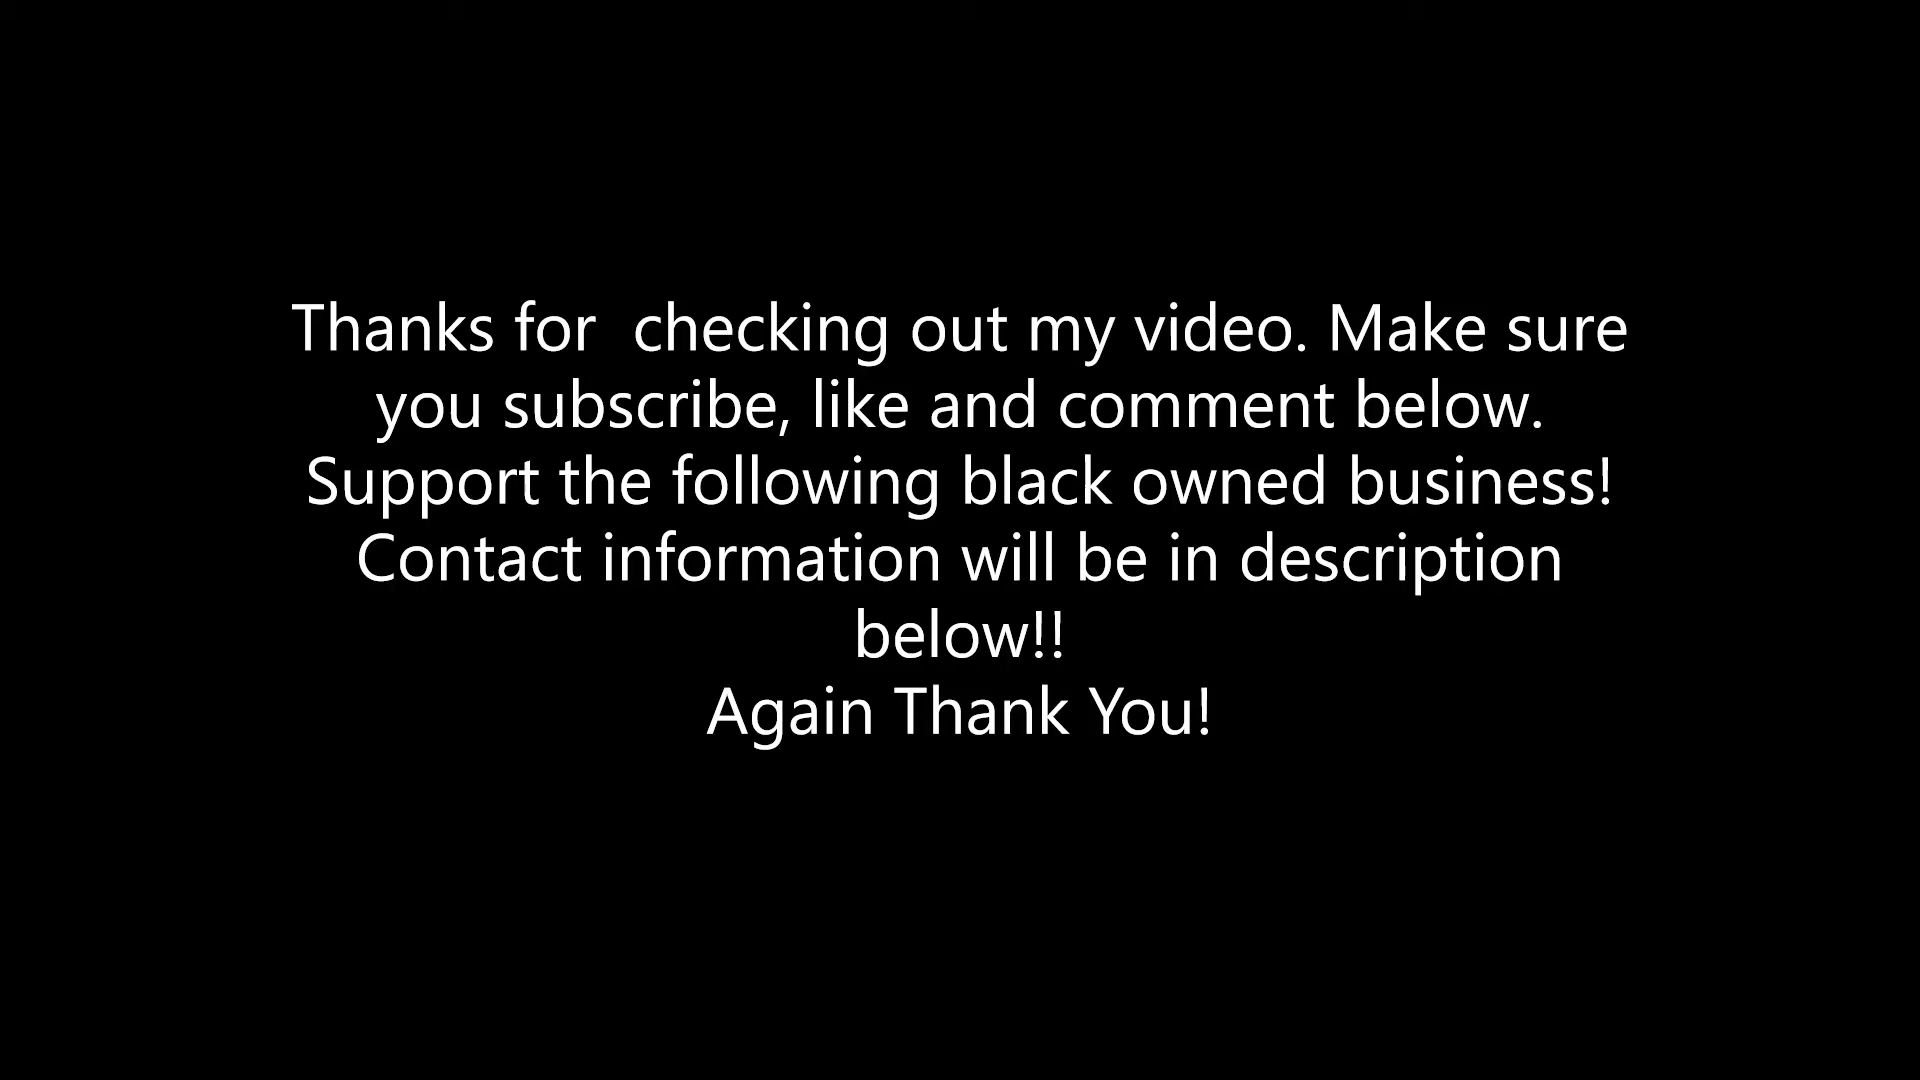 Thanks for  checking out my video. Make sure
you subscribe, like and comment below.
Support the following black owned business!
Contact information will be in description
below!!
Again Thank You!